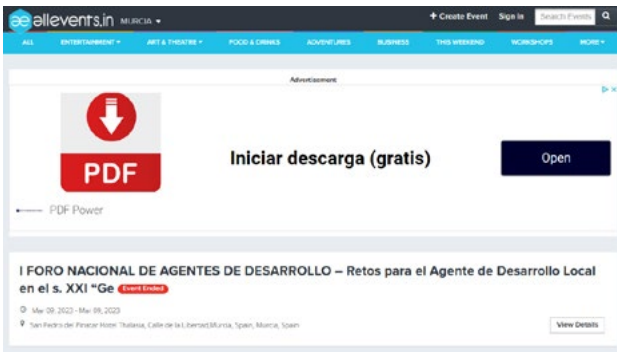 ae allevents.in MURCIA
+ Create Event Sign in Search Events
ALL ENTERTAINMENT ART & THEATRE FOOD & DRINKS ADVENTURES BUSINESS THIS WEEKEND WORKSHOPS MORE
Advertisement
PDF
Iniciar descarga (gratis)
Open
PDF Power
I FORO NACIONAL DE AGENTES DE DESARROLLO – Retos para el Agente de Desarrollo Local
en el s. XXI “Ge Event Ended
Mar 09, 2023 - Mar 09, 2023
San Pedro del Pinatar Hotel Thalasia, Calle de la Libertad,Murcia, Spain, Murcia, Spain
View Details